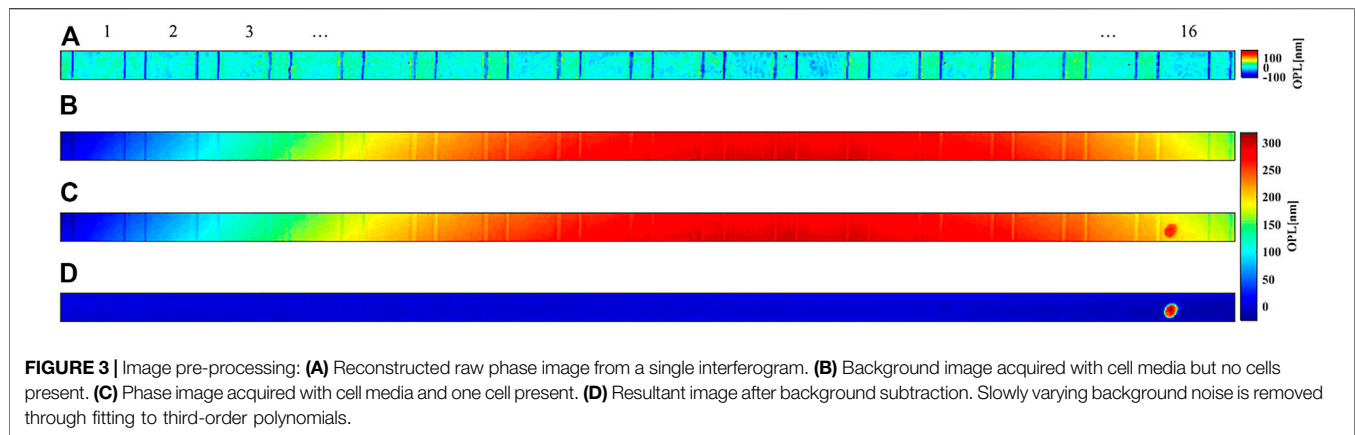 1 2 3 ... ... 16
A
100
0
-100
OPL[nm]
B
C
D
300
250
200
150
100
50
0
OPL[nm]
FIGURE 3 | Image pre-processing: (A) Reconstructed raw phase image from a single interferogram. (B) Background image acquired with cell media but no cells
present. (C) Phase image acquired with cell media and one cell present. (D) Resultant image after background subtraction. Slowly varying background noise is removed
through fitting to third-order polynomials.